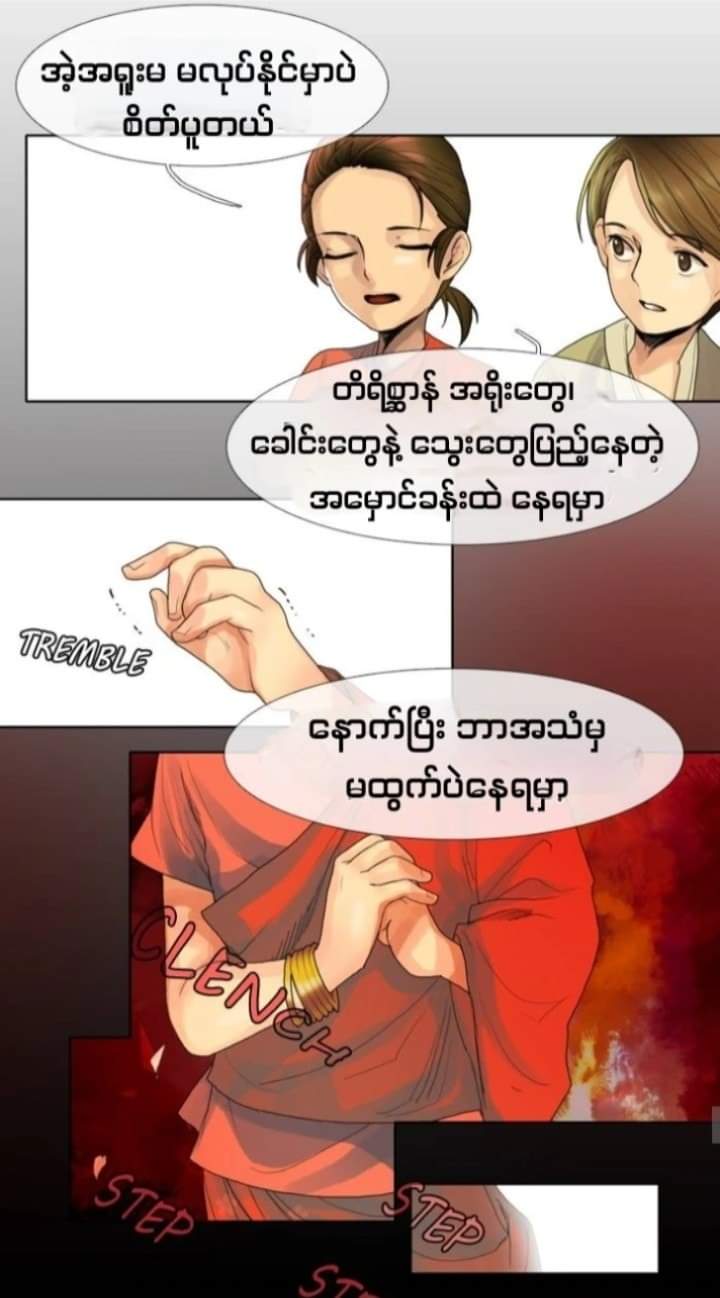 အဲ့အရူးမ မလုပ်နိုင်မှာပဲ
စိတ်ပူတယ်
တိရိစ္ဆာန် အရိုးတွေ၊
ခေါင်းတွေနဲ့ သွေးတွေပြည့်နေတဲ့
အမှောင်ခန်းထဲ နေရမှာ
TREMBLE
နောက်ပြီး ဘာအသံမှ
မထွက်ပဲနေရမှာ
CLENCH
STEP
STEP
STE